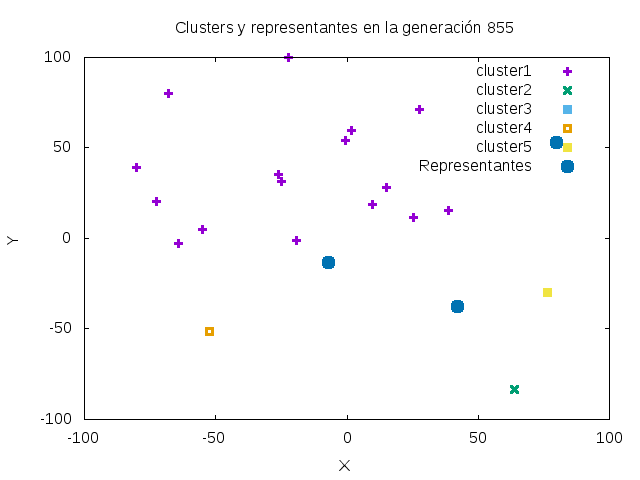 Clusters y representantes en la generación 855
100
50
0
-50
-100
-100
-50
0
50
100
Y
X
cluster1
cluster2
cluster3
cluster4
cluster5
Representantes